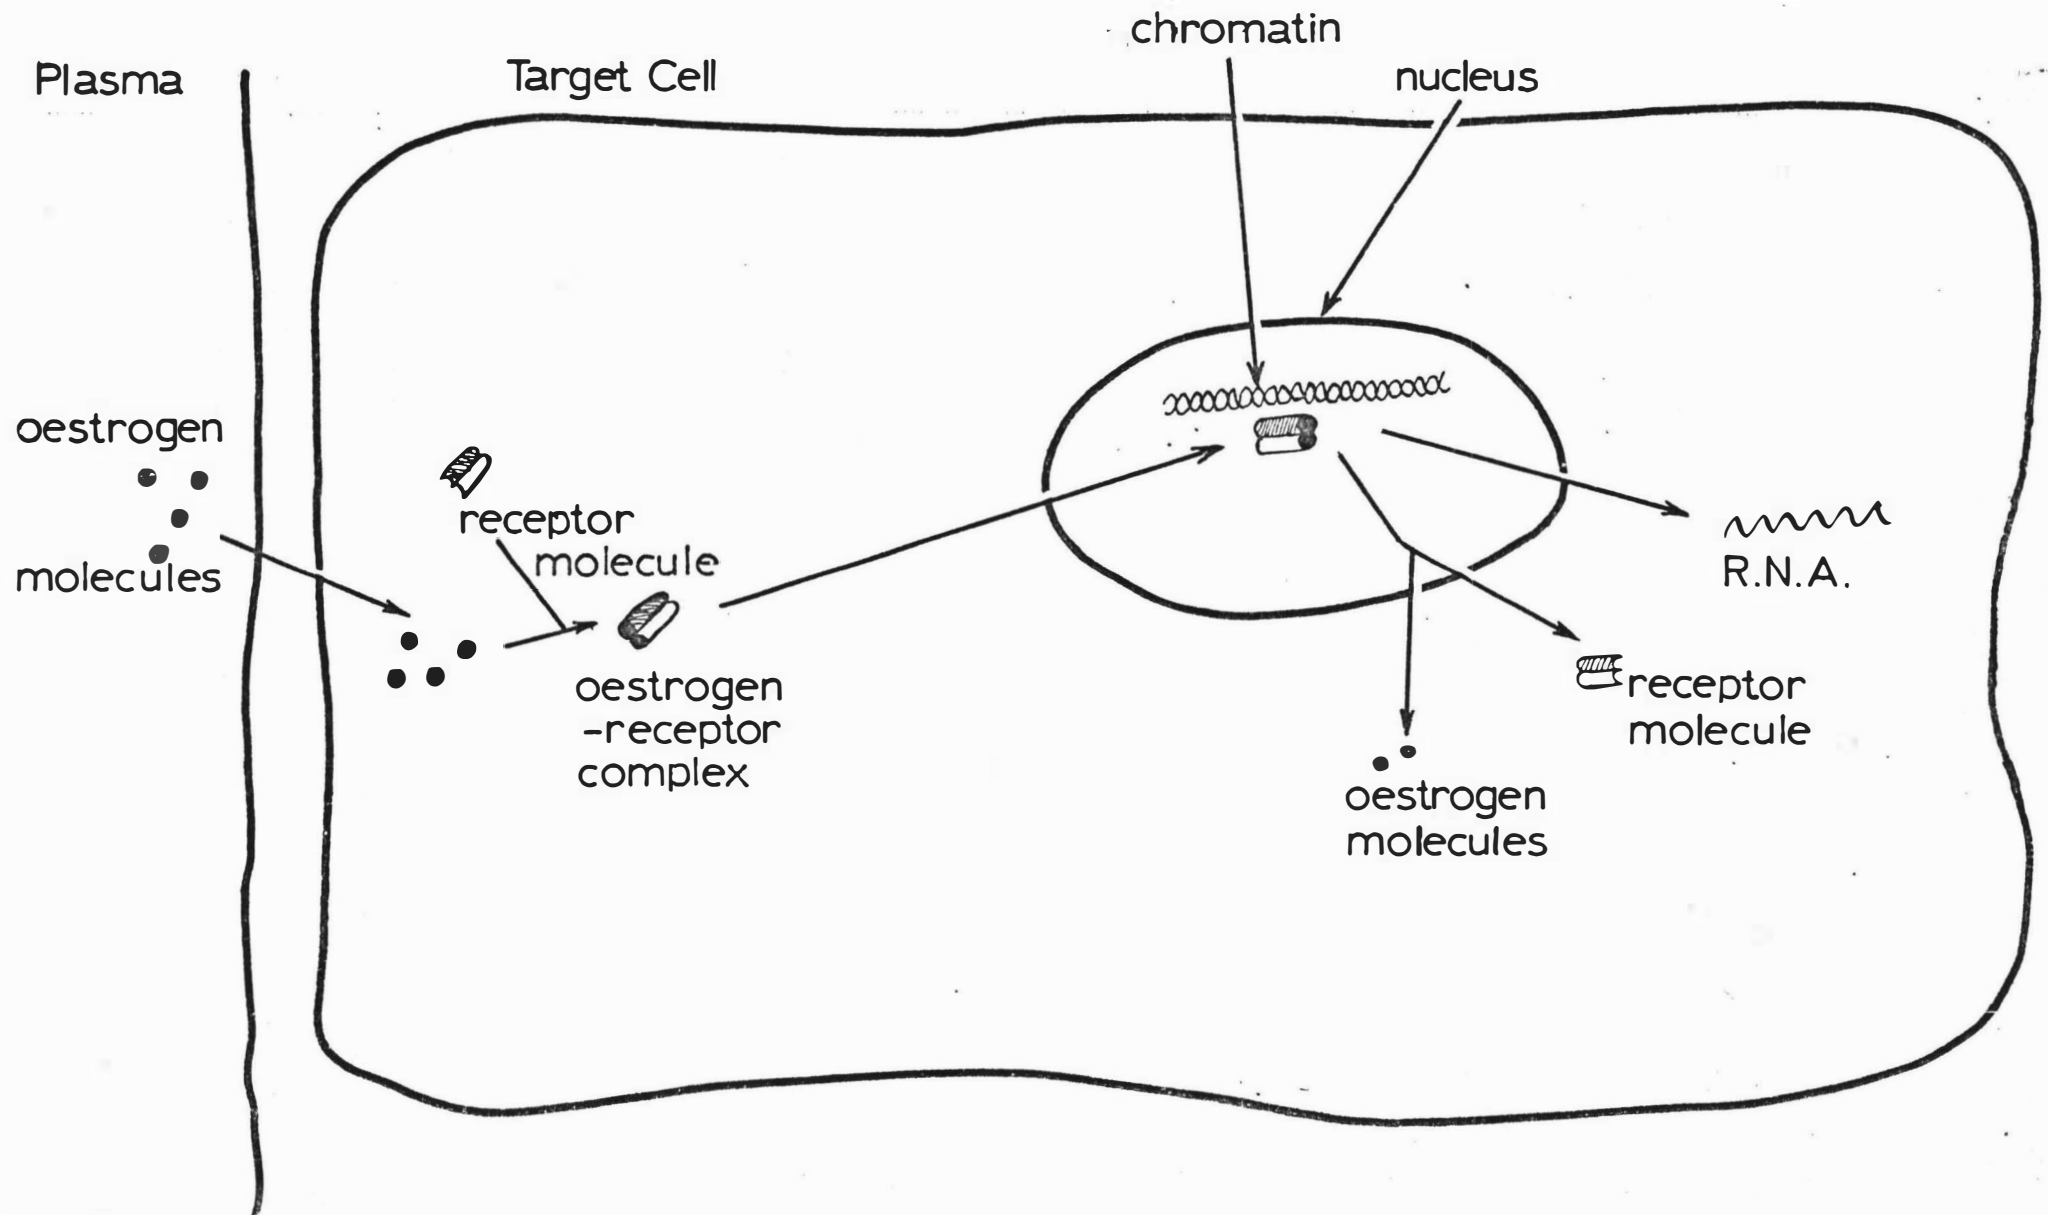 chromatin
Plasma
Target Cell
nucleus
oestrogen
molecules
receptor
molecule
oestrogen
-receptor
complex
R.N.A.
receptor
molecule
oestrogen
molecules